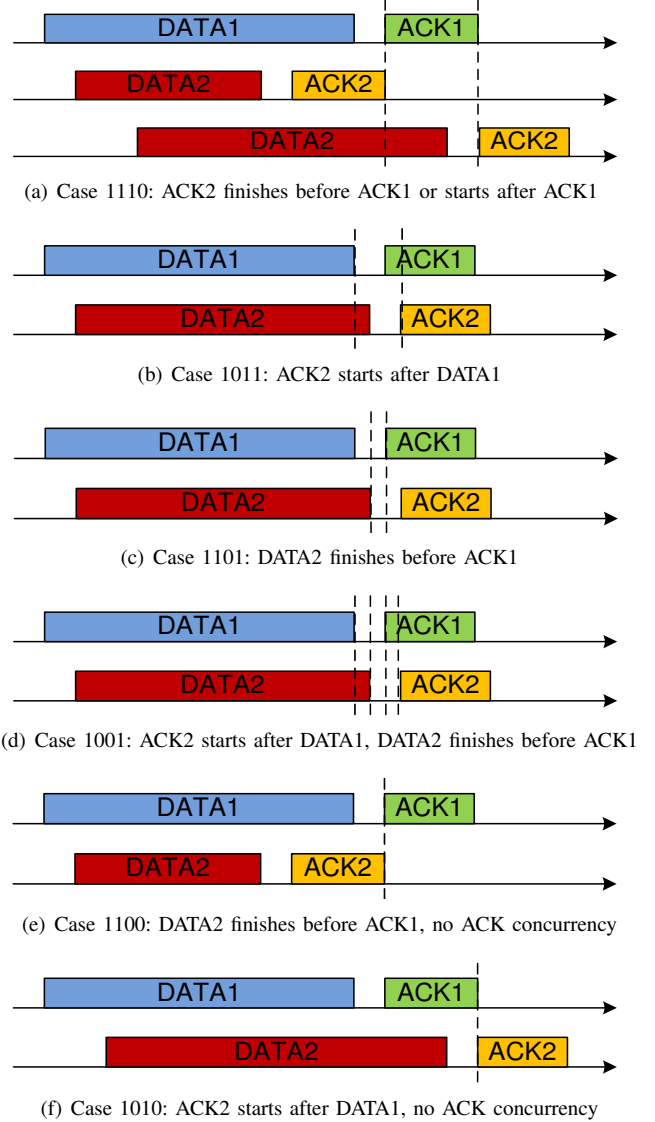 DATA1 ACK1
DATA2 ACK2
DATA2 ACK2
(a) Case 1110: ACK2 finishes before ACK1 or starts after ACK1
DATA1 ACK1
DATA2 ACK2
(b) Case 1011: ACK2 starts after DATA1
DATA1 ACK1
DATA2 ACK2
(c) Case 1101: DATA2 finishes before ACK1
DATA1 ACK1
DATA2 ACK2
(d) Case 1001: ACK2 starts after DATA1, DATA2 finishes before ACK1
DATA1 ACK1
DATA2 ACK2
(e) Case 1100: DATA2 finishes before ACK1, no ACK concurrency
DATA1 ACK1
DATA2 ACK2
(f) Case 1010: ACK2 starts after DATA1, no ACK concurrency